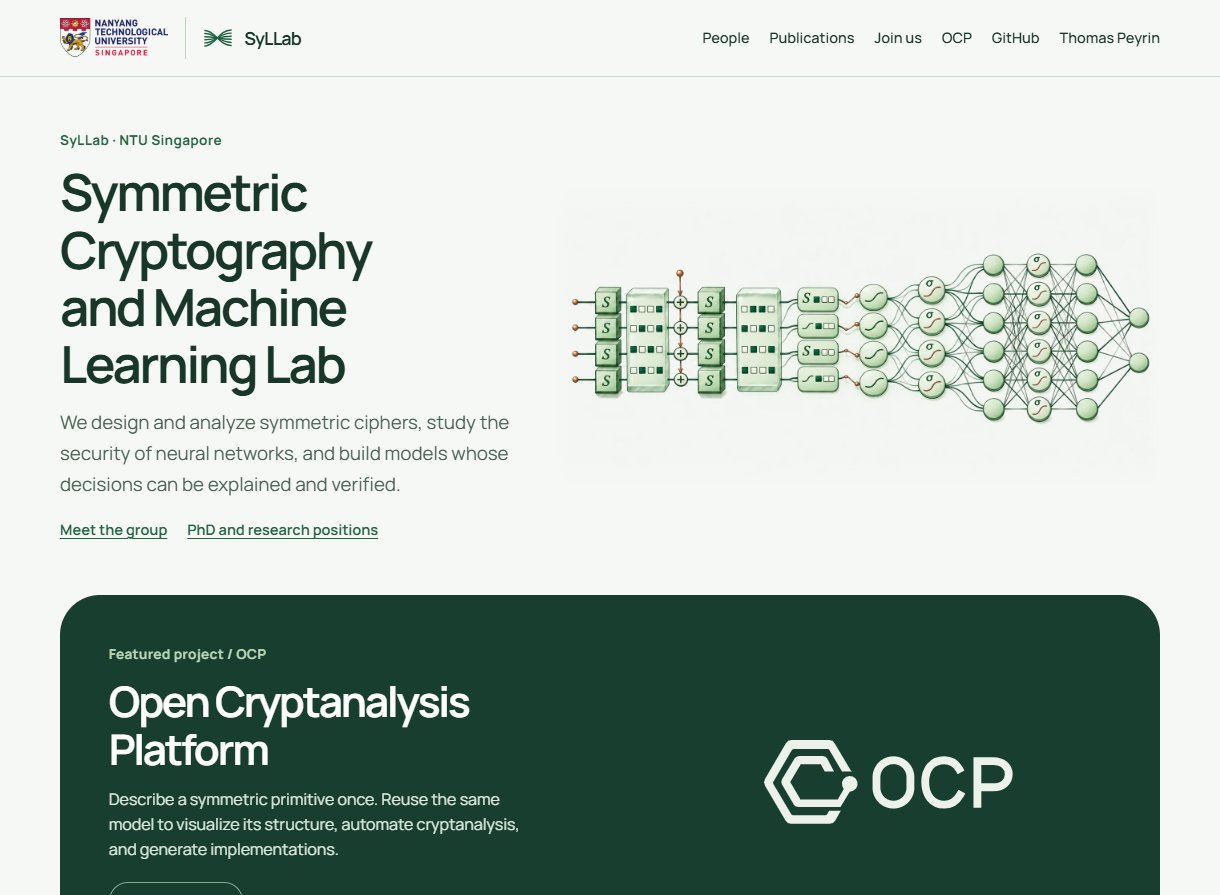 NANYANG
TECHNOLOGICAL
UNIVERSITY
SINGAPORE
SyLLab
People
Publications
Join us
OCP
GitHub
Thomas Peyrin
SyLLab · NTU Singapore
Symmetric
Cryptography
and Machine
Learning Lab
We design and analyze symmetric ciphers, study the
security of neural networks, and build models whose
decisions can be explained and verified.
Meet the group
PhD and research positions
S S S σ σ
S S σ σ
S S S σ σ
S S σ σ
σ
σ
Featured project / OCP
Open Cryptanalysis
Platform
Describe a symmetric primitive once. Reuse the same
model to visualize its structure, automate cryptanalysis,
and generate implementations.
OCP